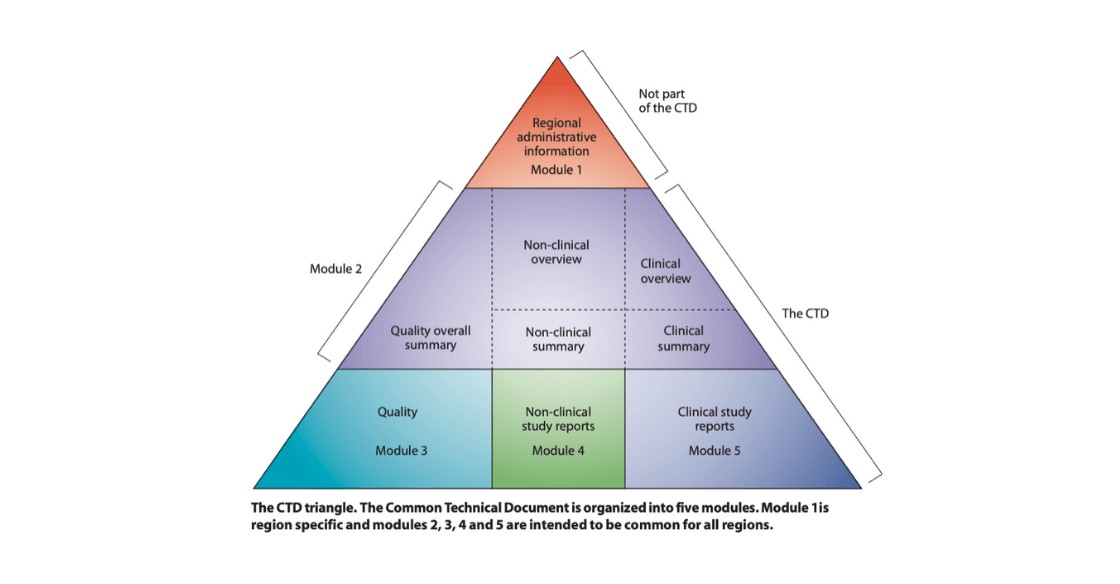 Not part
of the CTD
Regional
administrative
information
Module 1
Module 2
Non-clinical
overview
Clinical
overview
The CTD
Quality overall
summary
Non-clinical
summary
Clinical
summary
Quality
Module 3
Non-clinical
study reports
Module 4
Clinical study
reports
Module 5
The CTD triangle. The Common Technical Document is organized into five modules. Module 1is
region specific and modules 2, 3, 4 and 5 are intended to be common for all regions.